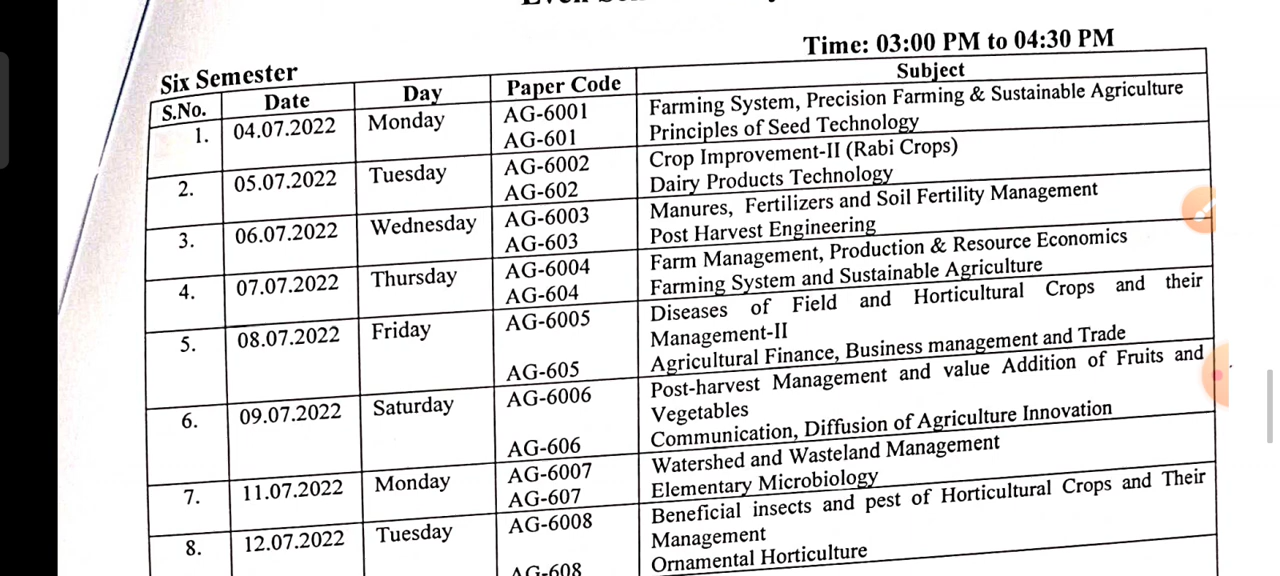 Time: 03:00 PM to 04:30 PM
Six Semester
S.No. Date Day Paper Code Subject
1. 04.07.2022 Monday AG-6001 Farming System, Precision Farming & Sustainable Agriculture
AG-601 Principles of Seed Technology
2. 05.07.2022 Tuesday AG-6002 Crop Improvement-II (Rabi Crops)
AG-602 Dairy Products Technology
3. 06.07.2022 Wednesday AG-6003 Manures, Fertilizers and Soil Fertility Management
AG-603 Post Harvest Engineering
4. 07.07.2022 Thursday AG-6004 Farm Management, Production & Resource Economics
AG-604 Farming System and Sustainable Agriculture
5. 08.07.2022 Friday AG-6005 Diseases of Field and Horticultural Crops and their
Management-II
AG-605 Agricultural Finance, Business management and Trade
6. 09.07.2022 Saturday AG-6006 Post-harvest Management and value Addition of Fruits and
Vegetables
AG-606 Communication, Diffusion of Agriculture Innovation
7. 11.07.2022 Monday AG-6007 Watershed and Wasteland Management
AG-607 Elementary Microbiology
8. 12.07.2022 Tuesday AG-6008 Beneficial insects and pest of Horticultural Crops and Their
Management
AG-608 Ornamental Horticulture